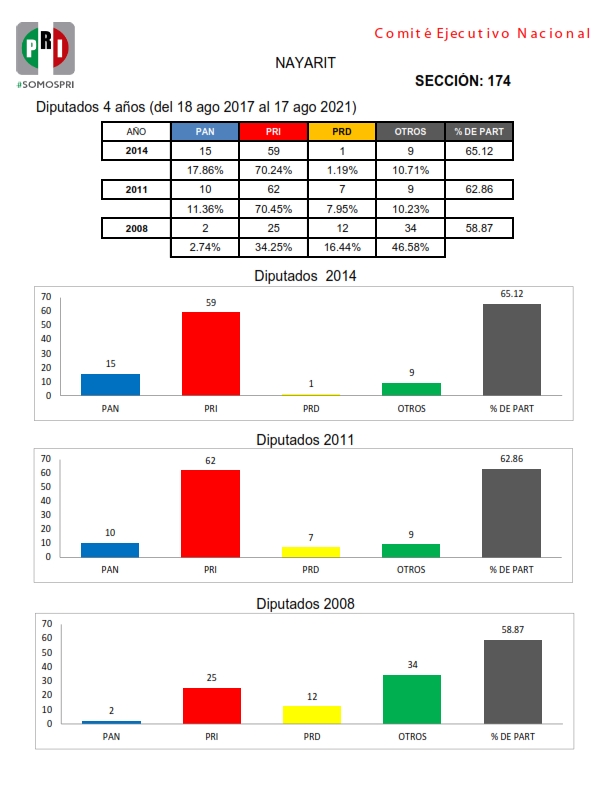 Comité Ejecutivo Nacional
PRI
#SOMOSPRI
NAYARIT
SECCIÓN: 174
Diputados 4 años (del 18 ago 2017 al 17 ago 2021)
AÑO PAN PRI PRD OTROS % DE PART
2014 15 59 1 9 65.12
17.86% 70.24% 1.19% 10.71%
2011 10 62 7 9 62.86
11.36% 70.45% 7.95% 10.23%
2008 2 25 12 34 58.87
2.74% 34.25% 16.44% 46.58%
Diputados 2014
70
60
50
40
30
20
10
0
15 59 1 9 65.12
PAN PRI PRD OTROS % DE PART
Diputados 2011
70
60
50
40
30
20
10
0
10 62 7 9 62.86
PAN PRI PRD OTROS % DE PART
Diputados 2008
70
60
50
40
30
20
10
0
2 25 12 34 58.87
PAN PRI PRD OTROS % DE PART